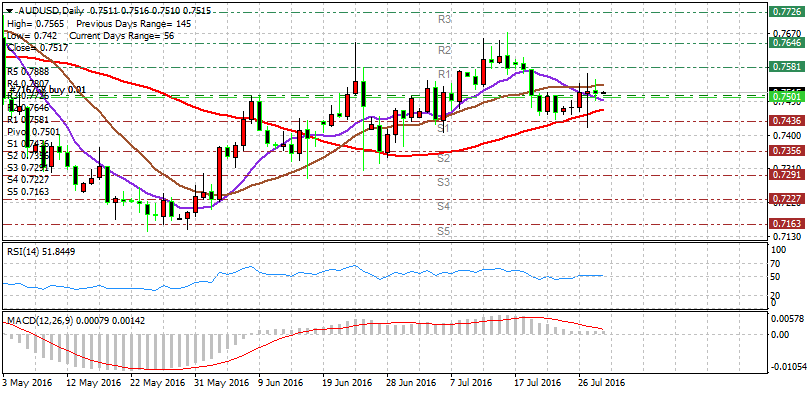 AUDUSD,Daily 0.7511 0.7516 0.7510 0.7515
High= 0.7565 Previous Days Range= 145
Low= 0.742 Current Days Range= 56
Close= 0.7517
R5 0.7888
R4 0.7807
buy 0.01
R2 0.7646
R1 0.7581
Pivot 0.7501
S1 0.7436
S2 0.7356
S3 0.7291
S4 0.7227
S5 0.7163
R3
R2
R1
S1
S2
S3
S4
S5
0.7726
0.7670
0.7646
0.7581
0.7501
0.7436
0.7400
0.7356
0.7310
0.7291
0.7227
0.7163
0.7130
RSI(14) 51.8449
100
70
50
20
0
MACD(12,26,9) 0.00079 0.00142
0.00578
0.00
-0.01054
3 May 2016
12 May 2016
22 May 2016
31 May 2016
9 Jun 2016
19 Jun 2016
28 Jun 2016
7 Jul 2016
17 Jul 2016
26 Jul 2016